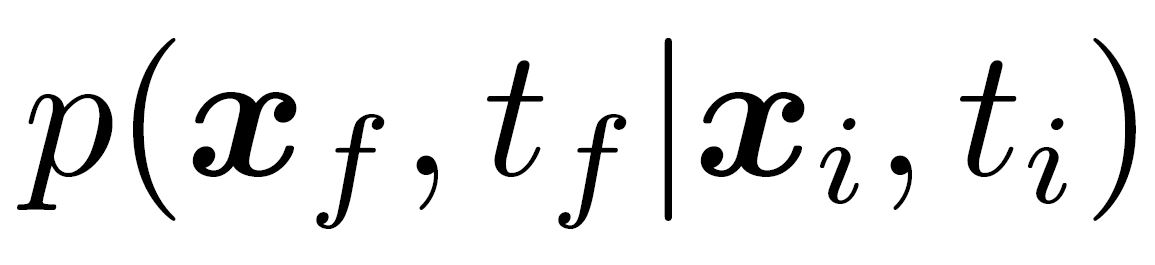 p(𝒙_f, t_f|𝒙_i, t_i)